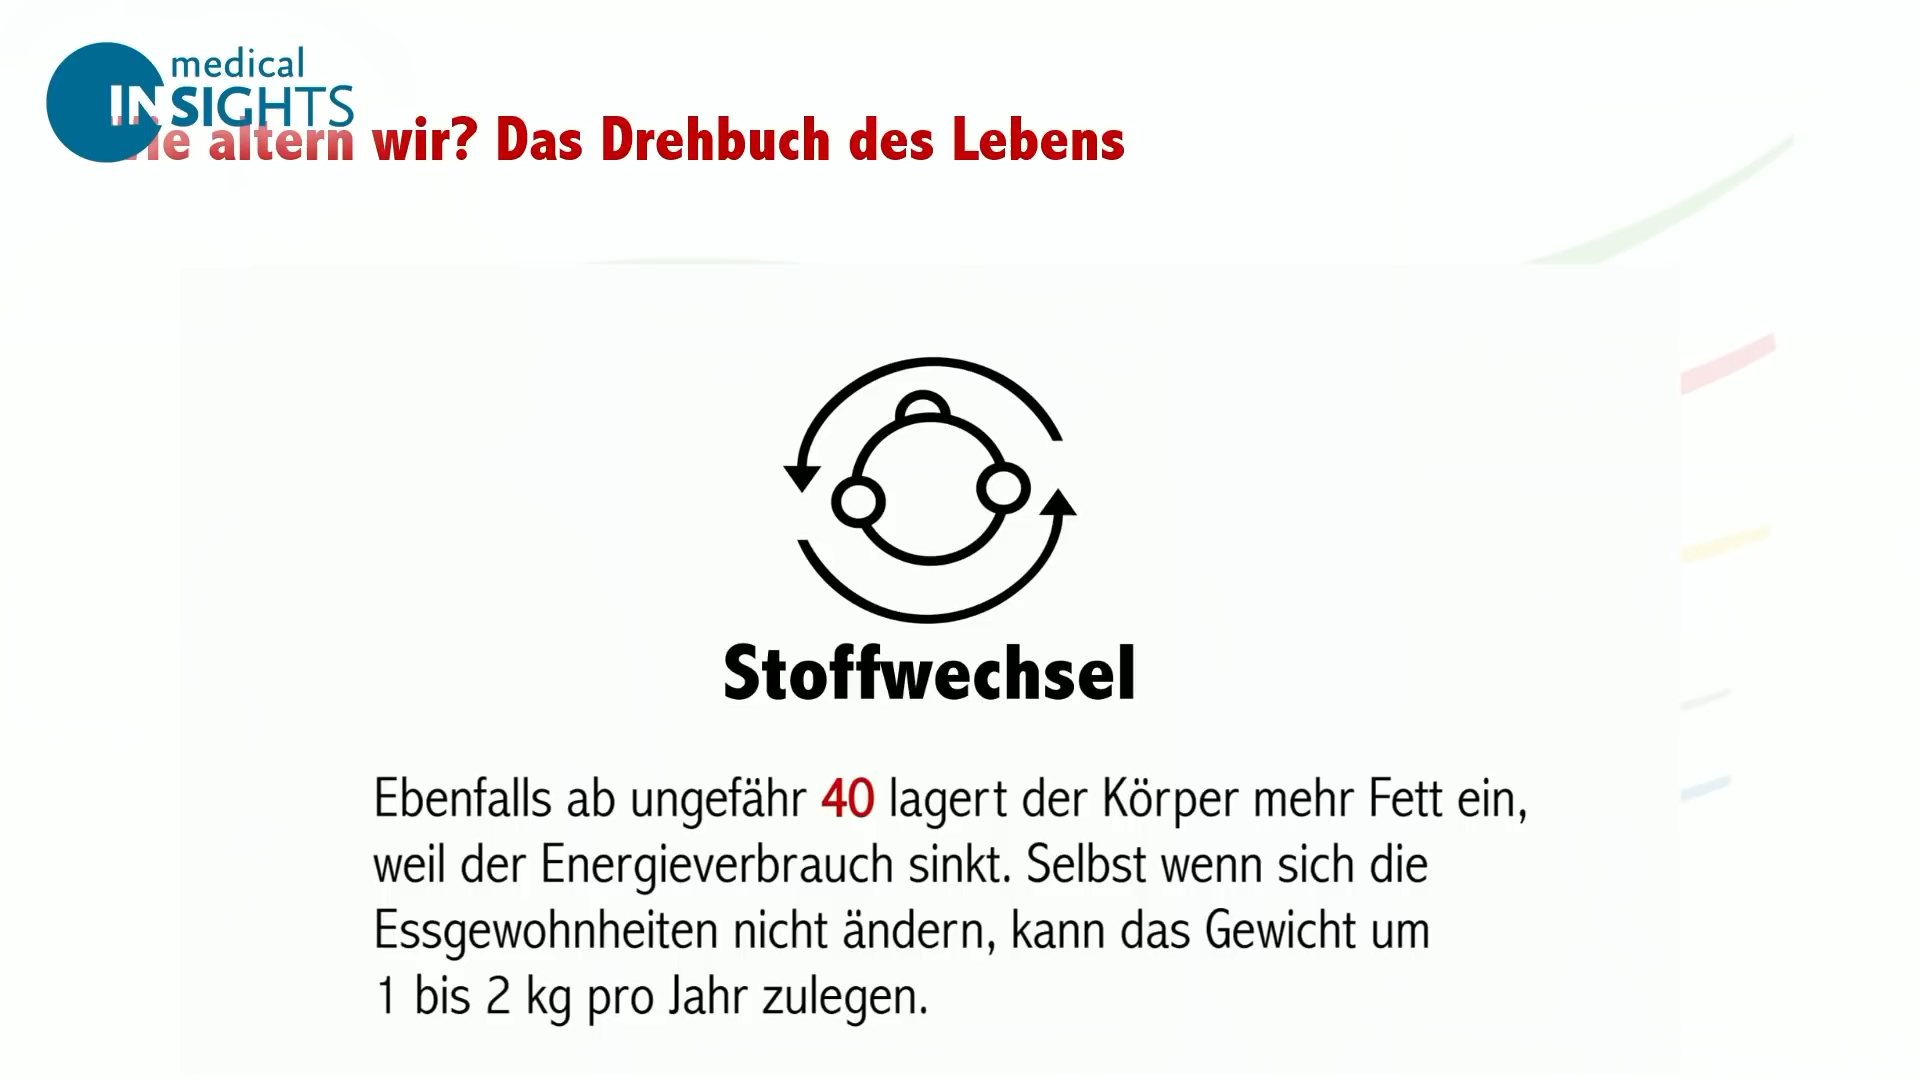 medical
INSIGHTS
Wie altern wir? Das Drehbuch des Lebens
Stoffwechsel
Ebenfalls ab ungefähr 40 lagert der Körper mehr Fett ein,
weil der Energieverbrauch sinkt. Selbst wenn sich die
Essgewohnheiten nicht ändern, kann das Gewicht um
1 bis 2 kg pro Jahr zulegen.